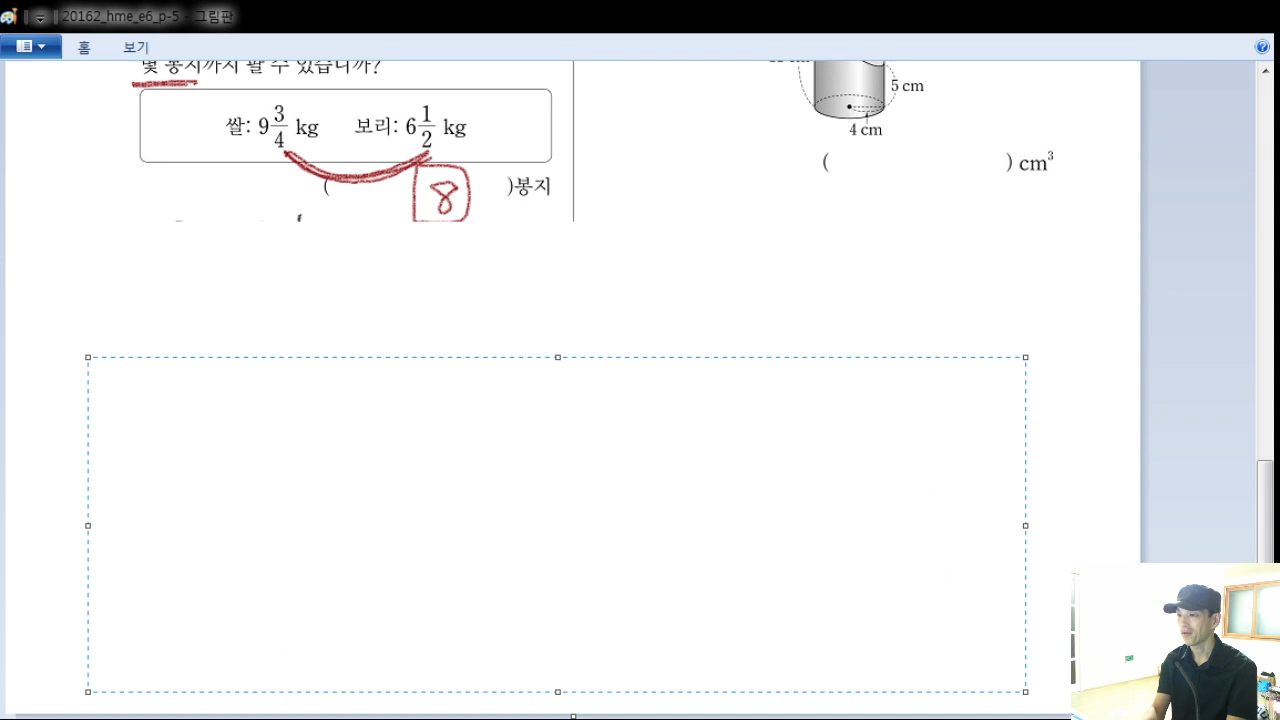 20162_hme_e6_p-5 - 그림판
홈 보기
몇 봉지까지 팔 수 있습니까?
쌀: 9 3/4 kg 보리: 6 1/2 kg
( 8 )봉지
5 cm
4 cm
( ) cm³